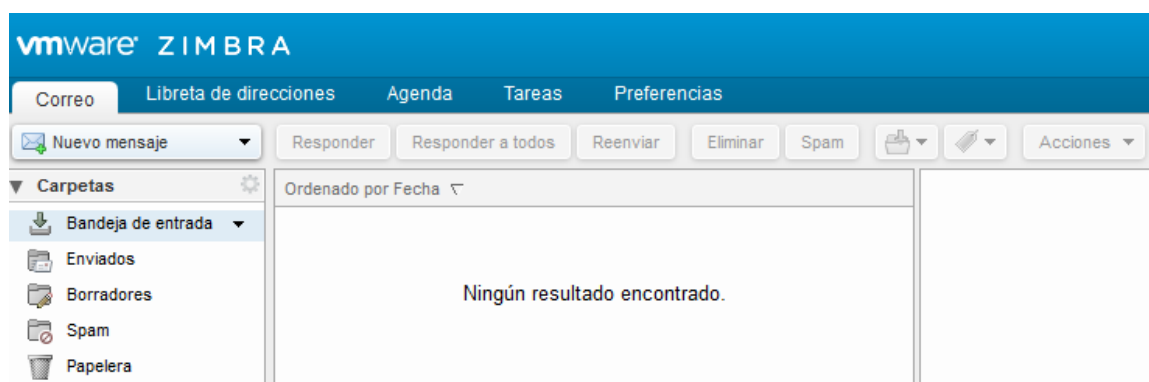 vmware ZIMBRA
Correo Libreta de direcciones Agenda Tareas Preferencias
Nuevo mensaje Responder Responder a todos Reenviar Eliminar Spam Acciones
Carpetas
Ordenado por Fecha
Bandeja de entrada
Enviados
Borradores
Ningún resultado encontrado.
Spam
Papelera